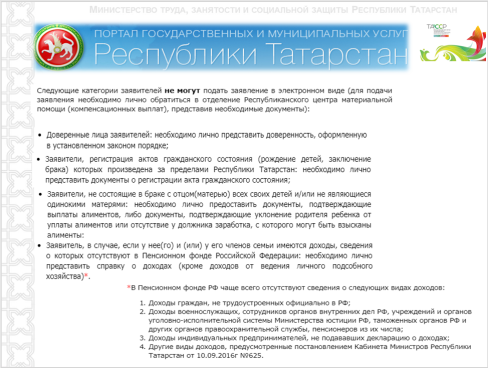 Министерство труда, занятости и социальной защиты Республики Татарстан
ПОРТАЛ ГОСУДАРСТВЕННЫХ И МУНИЦИПАЛЬНЫХ УСЛУГ
Республики Татарстан
ТАССР
Следующие категории заявителей не могут подать заявление в электронном виде (для подачи
заявления необходимо лично обратиться в отделение Республиканского центра материальной
помощи (компенсационных выплат), представив необходимые документы):
• Доверенные лица заявителей: необходимо лично представить доверенность, оформленную
в установленном законом порядке;
• Заявители, регистрация актов гражданского состояния (рождение детей, заключение
брака) которых произведена за пределами Республики Татарстан: необходимо лично
представить документы о регистрации акта гражданского состояния;
• Заявители, не состоящие в браке с отцом(матерью) всех своих детей и/или не являющиеся
одинокими матерями: необходимо лично предоставить документы, подтверждающие
выплаты алиментов, либо документы, подтверждающие уклонение родителя ребенка от
уплаты алиментов или отсутствие у должника заработка, с которого могут быть взысканы
алименты:
• Заявитель, в случае, если у нее(го) и (или) у его членов семьи имеются доходы, сведения
о которых отсутствуют в Пенсионном фонде Российской Федерации: необходимо лично
представить справку о доходах (кроме доходов от ведения личного подсобного
хозяйства)*.
*В Пенсионном фонде РФ чаще всего отсутствуют сведения о следующих видах доходов:
1. Доходы граждан, не трудоустроенных официально в РФ;
2. Доходы военнослужащих, сотрудников органов внутренних дел РФ, учреждений и органов
уголовно-исполнительной системы Министерства юстиции РФ, таможенных органов РФ и
других органов правоохранительной службы, пенсионеров из их числа;
3. Доходы индивидуальных предпринимателей, не подававших декларацию о доходах;
4. Другие виды доходов, предусмотренные постановлением Кабинета Министров Республики
Татарстан от 10.09.2016г №625.